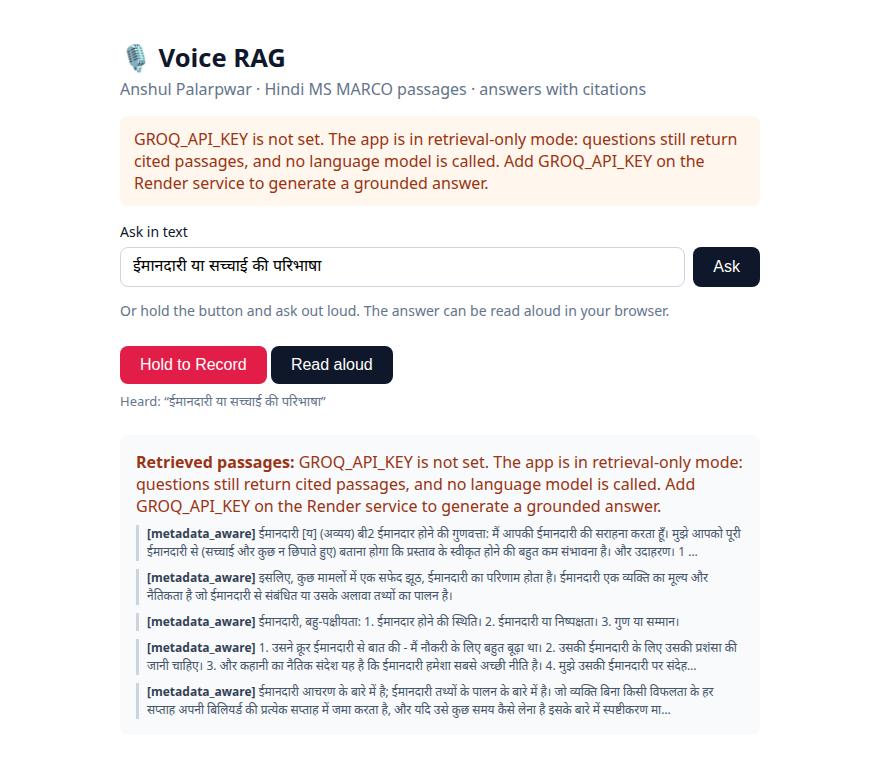 🎙️ Voice RAG
Anshul Palarpwar · Hindi MS MARCO passages · answers with citations
GROQ_API_KEY is not set. The app is in retrieval-only mode: questions still return
cited passages, and no language model is called. Add GROQ_API_KEY on the
Render service to generate a grounded answer.
Ask in text
ईमानदारी या सच्चाई की परिभाषा
Ask
Or hold the button and ask out loud. The answer can be read aloud in your browser.
Hold to Record
Read aloud
Heard: “ईमानदारी या सच्चाई की परिभाषा”
Retrieved passages: GROQ_API_KEY is not set. The app is in retrieval-only mode:
questions still return cited passages, and no language model is called. Add
GROQ_API_KEY on the Render service to generate a grounded answer.
[metadata_aware] ईमानदारी [य] (अव्यय) बी2 ईमानदार होने की गुणवत्ता: मैं आपकी ईमानदारी की सराहना करता हूँ। मुझे आपको पूरी
ईमानदारी से (सच्चाई और कुछ न छिपाते हुए) बताना होगा कि प्रस्ताव के स्वीकृत होने की बहुत कम संभावना है। और उदाहरण। 1 ...
[metadata_aware] इसलिए, कुछ मामलों में एक सफेद झूठ, ईमानदारी का परिणाम होता है। ईमानदारी एक व्यक्ति का मूल्य और
नैतिकता है जो ईमानदारी से संबंधित या उसके अलावा तथ्यों का पालन है।
[metadata_aware] ईमानदारी, बहु-पक्षीयता: 1. ईमानदार होने की स्थिति। 2. ईमानदारी या निष्पक्षता। 3. गुण या सम्मान।
[metadata_aware] 1. उसने क्रूर ईमानदारी से बात की - मैं नौकरी के लिए बहुत बूढ़ा था। 2. उसकी ईमानदारी के लिए उसकी प्रशंसा की
जानी चाहिए। 3. और कहानी का नैतिक संदेश यह है कि ईमानदारी हमेशा सबसे अच्छी नीति है। 4. मुझे उसकी ईमानदारी पर संदेह...
[metadata_aware] ईमानदारी आचरण के बारे में है; ईमानदारी तथ्यों के पालन के बारे में है। जो व्यक्ति बिना किसी विफलता के हर
सप्ताह अपनी बिलियर्ड की प्रत्येक सप्ताह में जमा करता है, और यदि उसे कुछ समय कैसे लेना है इसके बारे में स्पष्टीकरण मा...